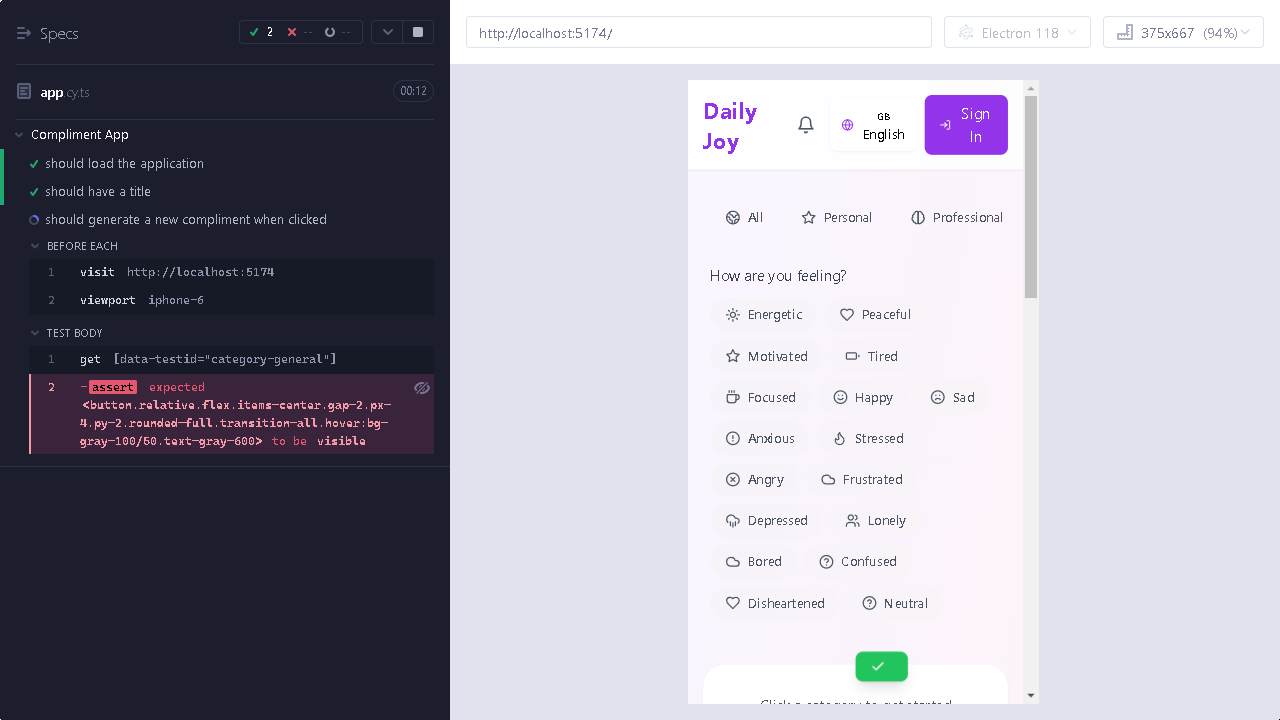 Specs
2
--
--
app.cy.ts
00:12
Compliment App
should load the application
should have a title
should generate a new compliment when clicked
BEFORE EACH
1 visit http://localhost:5174
2 viewport iphone-6
TEST BODY
1 get [data-testid="category-general"]
2 -assert expected
<button.relative.flex.items-center.gap-2.px-
4.py-2.rounded-full.transition-all.hover:bg-
gray-100/50.text-gray-600> to be visible
http://localhost:5174/
Electron 118
375x667 (94%)
Daily
Joy
GB
English
Sign
In
All Personal Professional
How are you feeling?
Energetic Peaceful
Motivated Tired
Focused Happy Sad
Anxious Stressed
Angry Frustrated
Depressed Lonely
Bored Confused
Disheartened Neutral
Click a category to get started